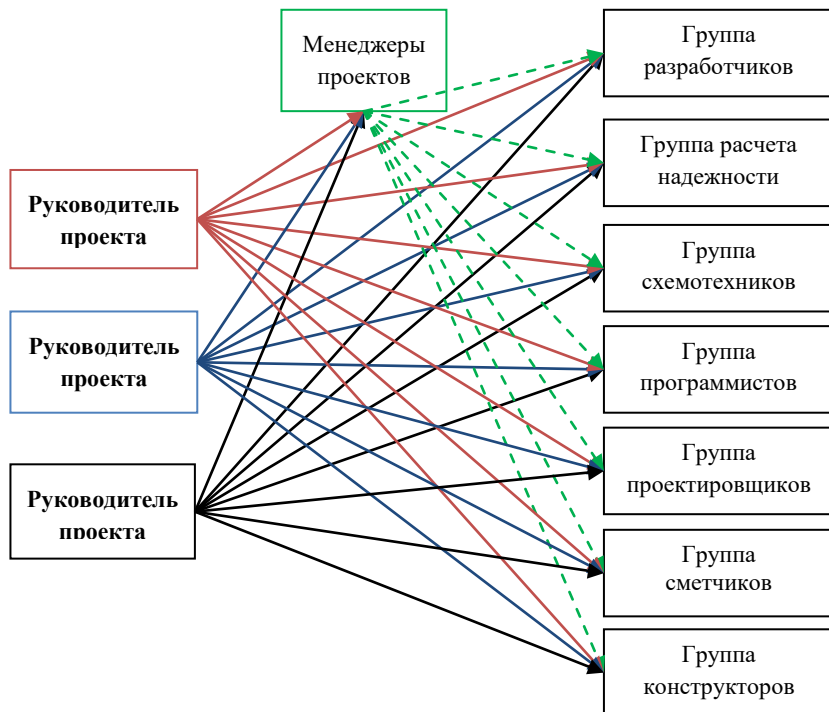 Менеджеры
проектов
Группа
разработчиков
Группа расчета
надежности
Руководитель
проекта
Группа
схемотехников
Руководитель
проекта
Группа
программистов
Группа
проектировщиков
Руководитель
проекта
Группа
сметчиков
Группа
конструкторов